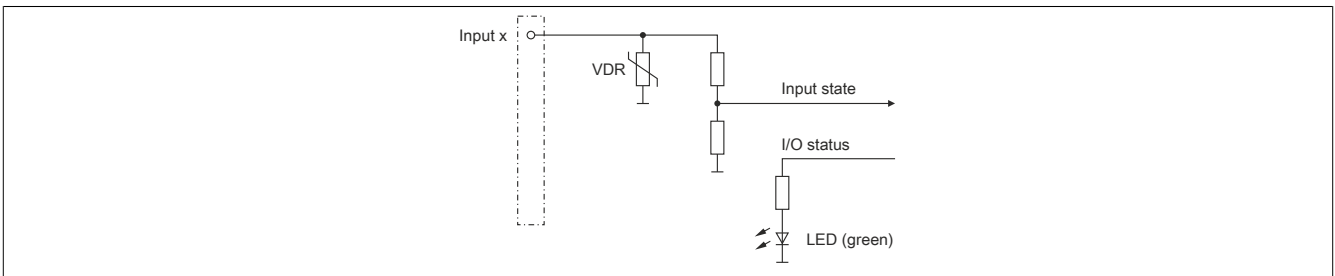 Input x
VDR
Input state
I/O status
LED (green)